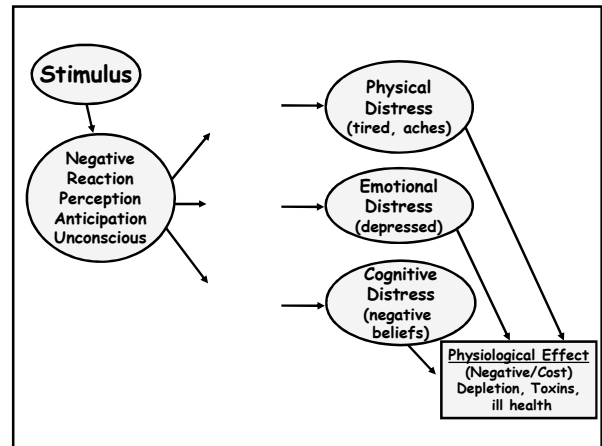 Stimulus
Negative
Reaction
Perception
Anticipation
Unconscious
Physical
Distress
(tired, aches)
Emotional
Distress
(depressed)
Cognitive
Distress
(negative
beliefs)
Physiological Effect
(Negative/Cost)
Depletion, Toxins,
ill health